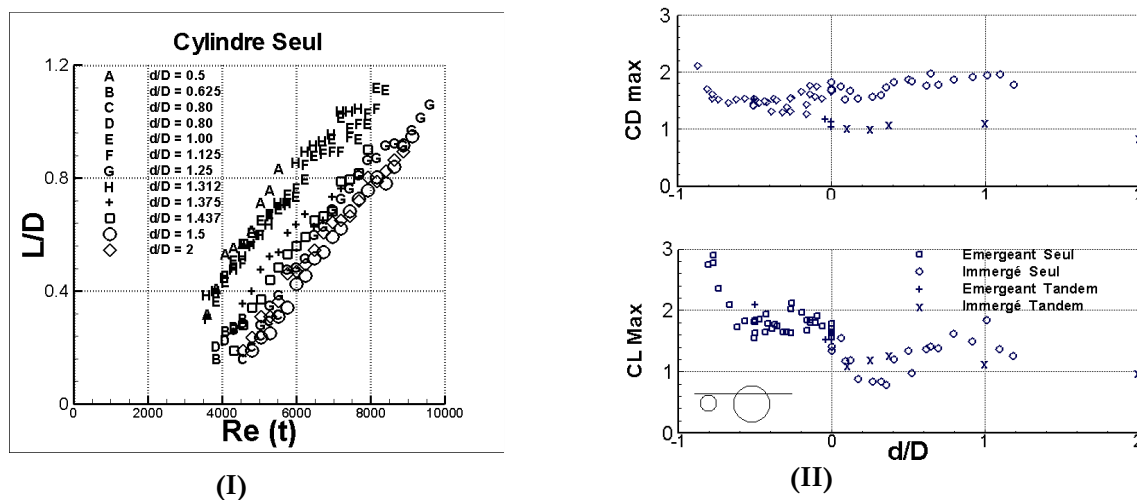 Cylindre Seul
L/D
1.2
0.8
0.4
0
A d/D = 0.5
B d/D = 0.625
C d/D = 0.80
D d/D = 0.80
E d/D = 1.00
F d/D = 1.125
G d/D = 1.25
H d/D = 1.312
+ d/D = 1.375
d/D = 1.437
d/D = 1.5
d/D = 2
0 2000 4000 6000 8000 10000
Re (t)
(I)
CD max
3
2
1
0
-1 0 1 2
CL Max
3
2
1
0
Emergeant Seul
Immergé Seul
Emergeant Tandem
Immergé Tandem
-1 0 1 2
d/D
(II)